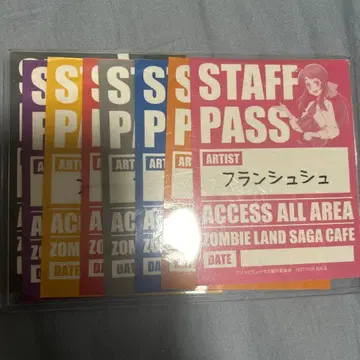 STAFF
PASS
ARTIST
フランシュシュ
ACCESS ALL AREA
ZOMBIE LAND SAGA CAFE
DATE